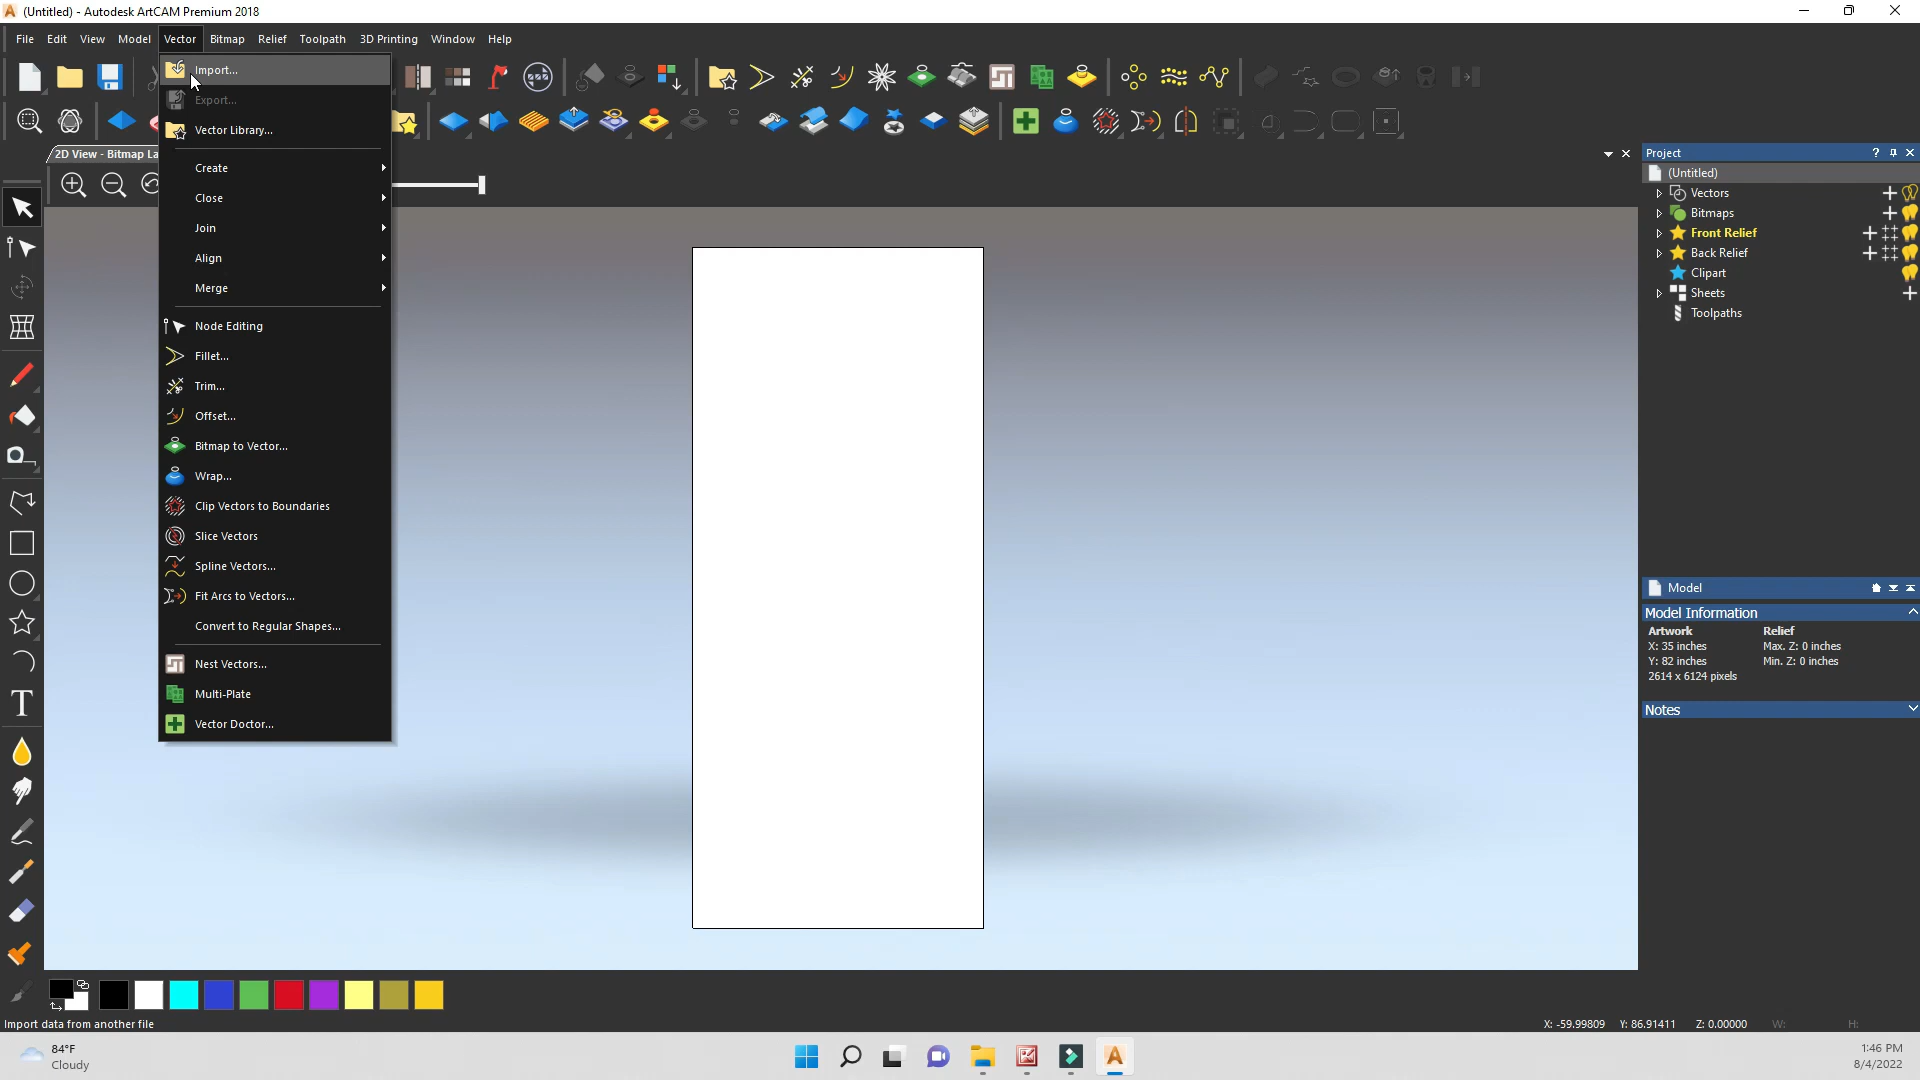 (Untitled) - Autodesk ArtCAM Premium 2018
File Edit View Model Vector Bitmap Relief Toolpath 3D Printing Window Help
Import...
Export...
Vector Library...
2D View - Bitmap La
Create
Close
Join
Align
Merge
Node Editing
Fillet...
Trim...
Offset...
Bitmap to Vector...
Wrap...
Clip Vectors to Boundaries
Slice Vectors
Spline Vectors...
Fit Arcs to Vectors...
Convert to Regular Shapes...
Nest Vectors...
Multi-Plate
Vector Doctor...
Project
(Untitled)
Vectors
Bitmaps
Front Relief
Back Relief
Clipart
Sheets
Toolpaths
Model
Model Information
Artwork Relief
X: 35 inches Max. Z: 0 inches
Y: 82 inches Min. Z: 0 inches
2614 x 6124 pixels
Notes
Import data from another file
X: -59.99809 Y: 86.91411 Z: 0.00000 W: H:
84°F
Cloudy
1:46 PM
8/4/2022